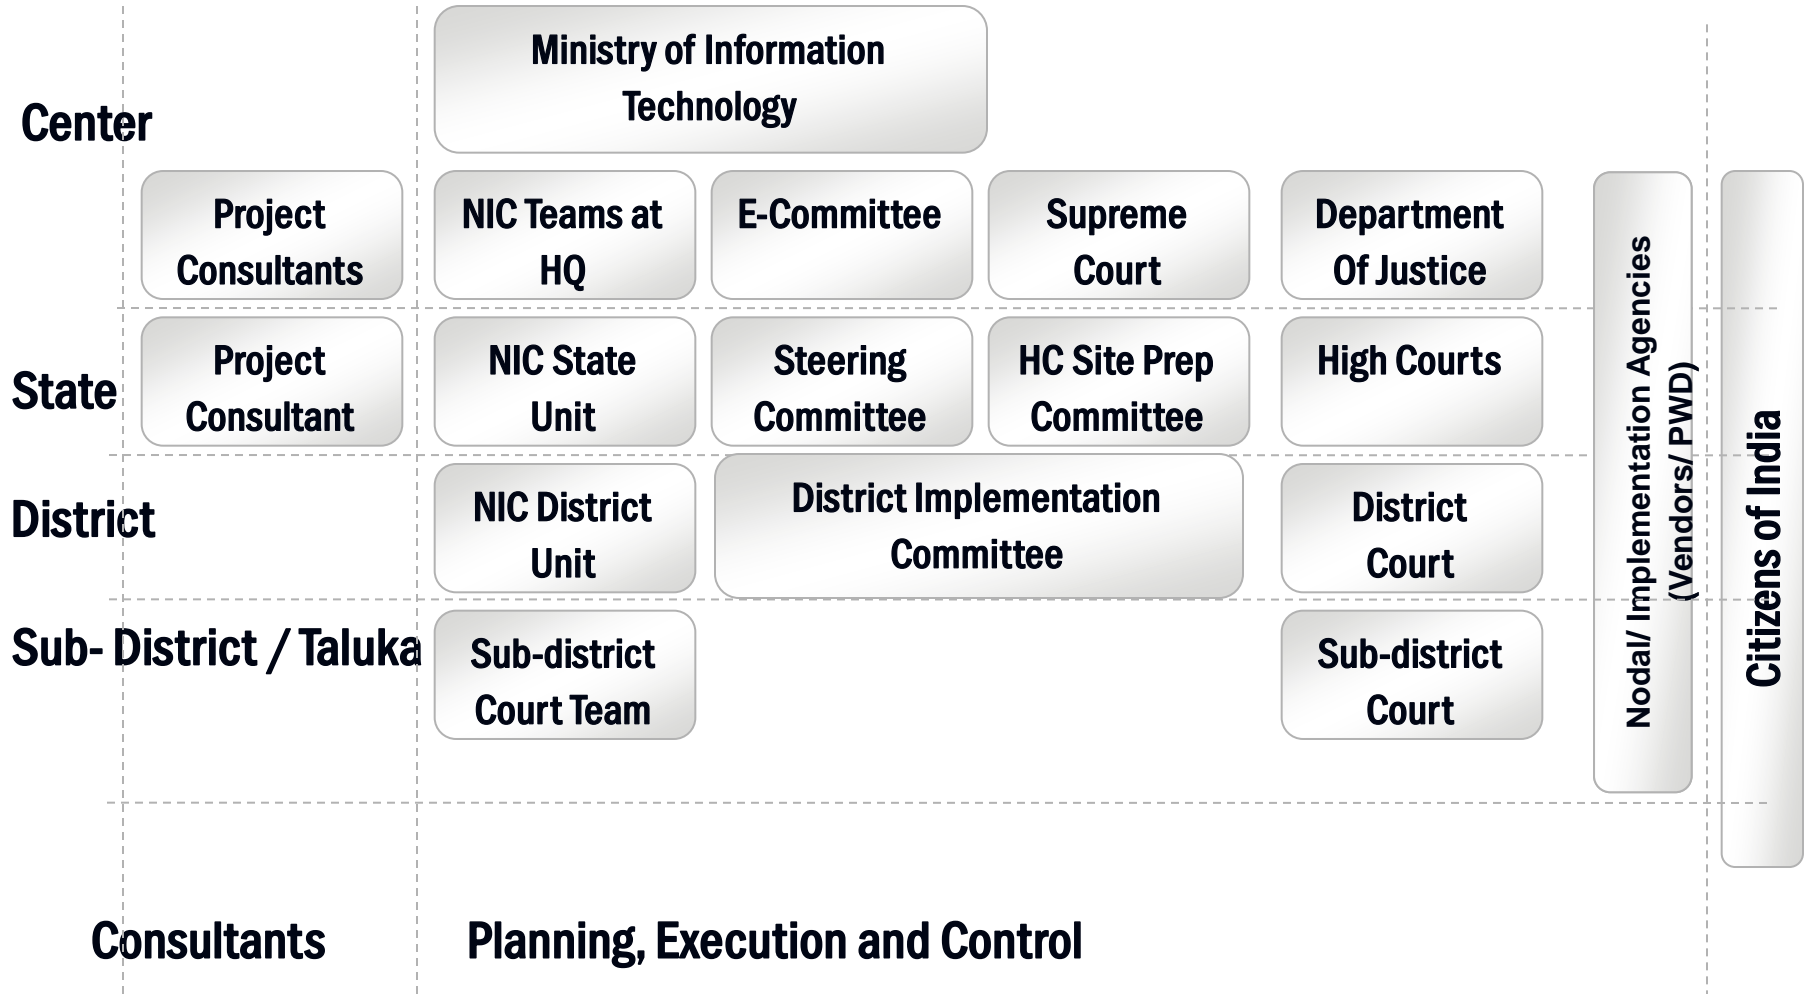 Ministry of Information
Technology
Center
Project
Consultants
NIC Teams at
HQ
E-Committee
Supreme
Court
Department
Of Justice
State
Project
Consultant
NIC State
Unit
Steering
Committee
HC Site Prep
Committee
High Courts
District
NIC District
Unit
District Implementation
Committee
District
Court
Sub- District / Taluka
Sub-district
Court Team
Sub-district
Court
Nodal/ Implementation Agencies
(Vendors/ PWD)
Citizens of India
Consultants
Planning, Execution and Control